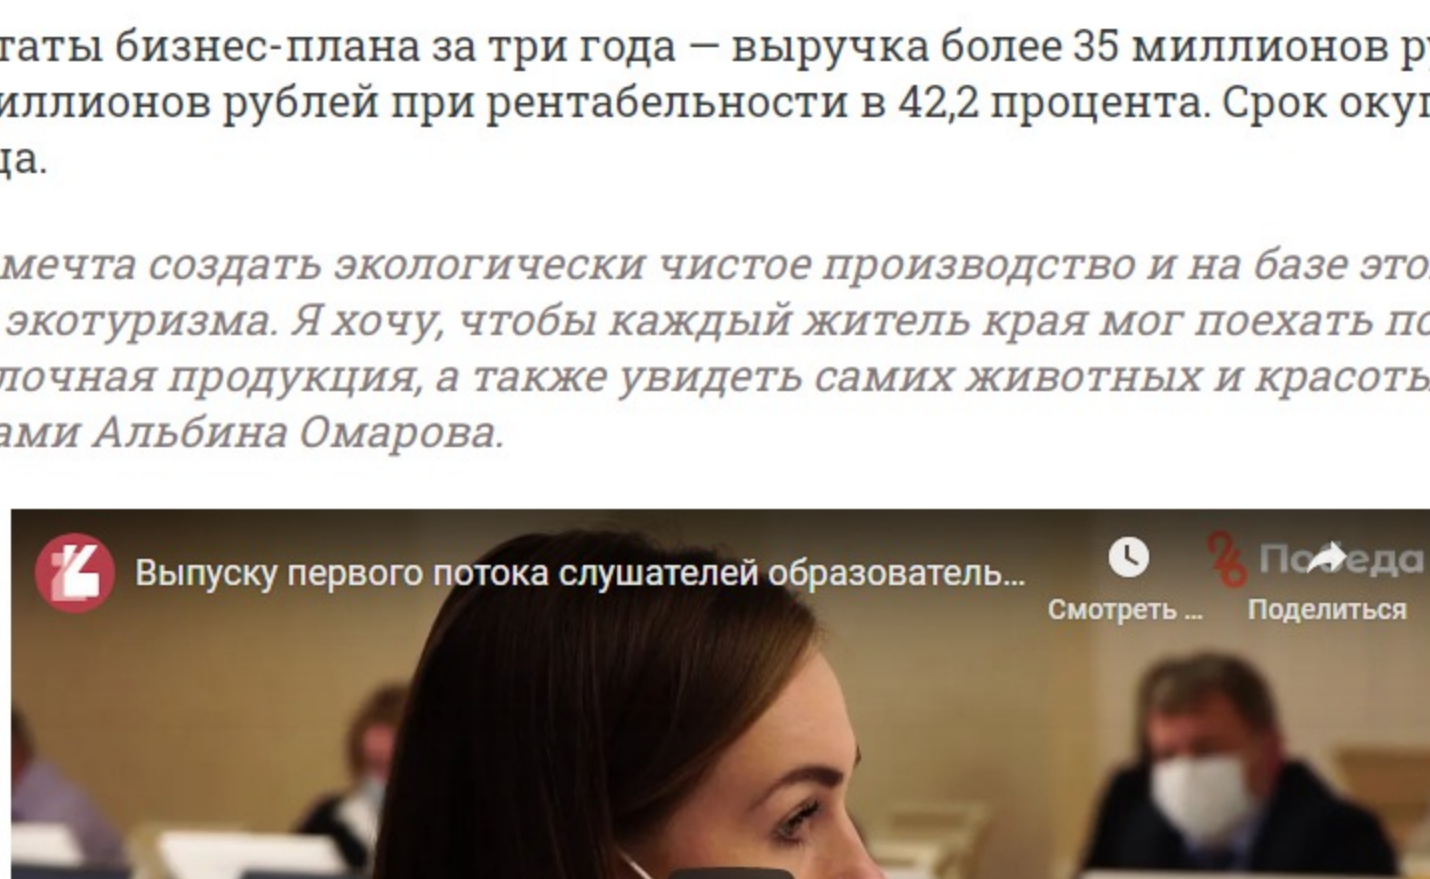 таты бизнес-плана за три года — выручка более 35 миллионов р
иллионов рублей при рентабельности в 42,2 процента. Срок окуп
ца.
мечта создать экологически чистое производство и на базе это
экотуризма. Я хочу, чтобы каждый житель края мог поехать по
лочная продукция, а также увидеть самих животных и красоты
ами Альбина Омарова.
Выпуску первого потока слушателей образователь...
Победа
Смотреть ...
Поделиться